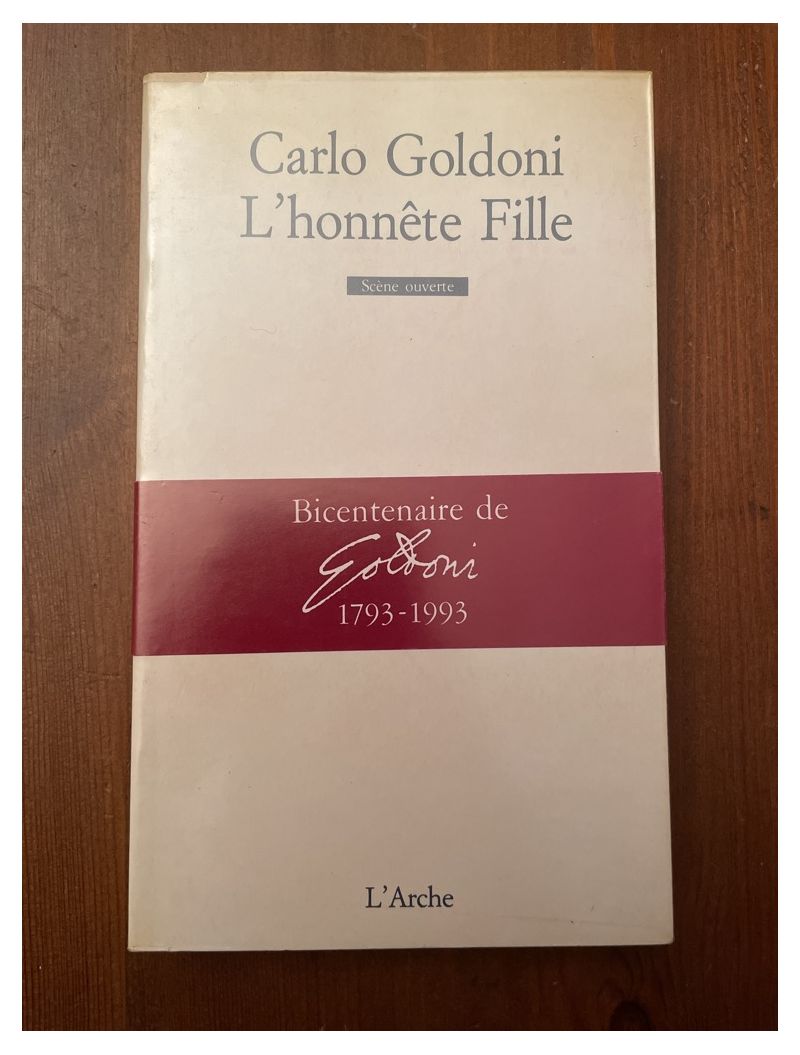 Carlo Goldoni
L'honnête Fille
Scène ouverte
Bicentenaire de
Goldoni
1793-1993
L'Arche